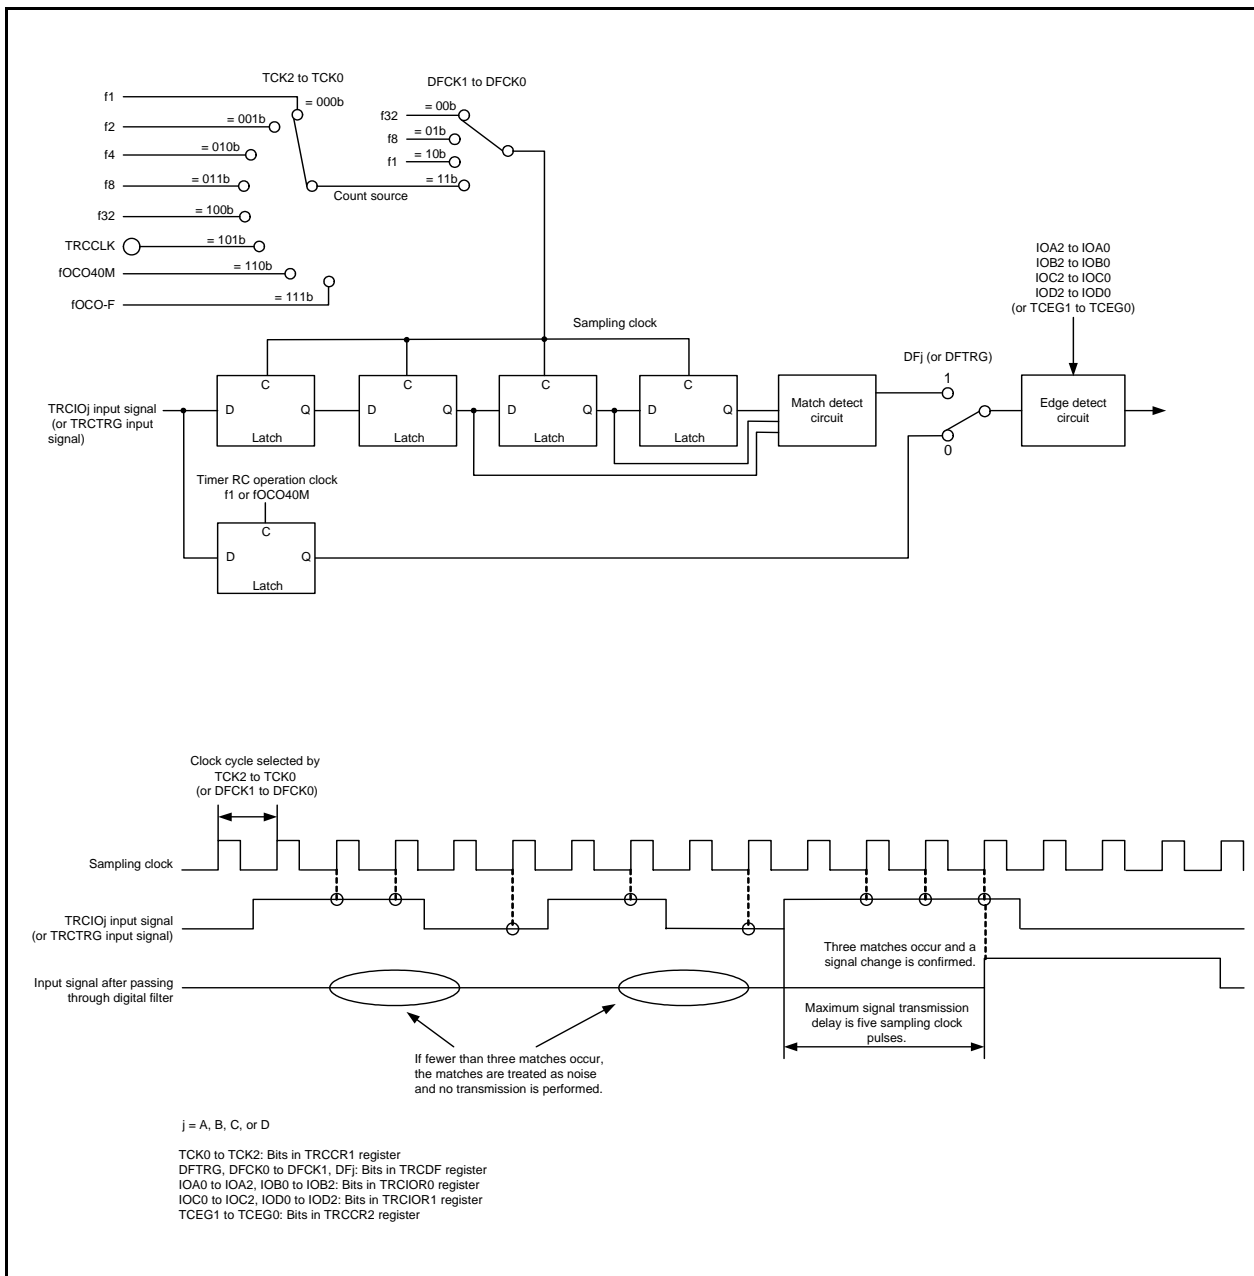 TCK2 to TCK0
DFCK1 to DFCK0
f1
= 000b
f2
= 001b
f4
= 010b
f8
= 011b
f32
= 100b
TRCCLK
= 101b
fOCO40M
= 110b
fOCO-F
= 111b
Count source
f32
= 00b
f8
= 01b
f1
= 10b
= 11b
IOA2 to IOA0
IOB2 to IOB0
IOC2 to IOC0
IOD2 to IOD0
(or TCEG1 to TCEG0)
Sampling clock
DFj (or DFTRG)
1
0
TRCIOj input signal
(or TRCTRG input
signal)
C
D
Q
Latch
C
D
Q
Latch
C
D
Q
Latch
C
D
Q
Latch
Match detect
circuit
Edge detect
circuit
Timer RC operation clock
f1 or fOCO40M
C
D
Q
Latch
Clock cycle selected by
TCK2 to TCK0
(or DFCK1 to DFCK0)
Sampling clock
TRCIOj input signal
(or TRCTRG input signal)
Three matches occur and a
signal change is confirmed.
Input signal after passing
through digital filter
Maximum signal transmission
delay is five sampling clock
pulses.
If fewer than three matches occur,
the matches are treated as noise
and no transmission is performed.
j = A, B, C, or D
TCK0 to TCK2: Bits in TRCCR1 register
DFTRG, DFCK0 to DFCK1, DFj: Bits in TRCDF register
IOA0 to IOA2, IOB0 to IOB2: Bits in TRCIOR0 register
IOC0 to IOC2, IOD0 to IOD2: Bits in TRCIOR1 register
TCEG1 to TCEG0: Bits in TRCCR2 register